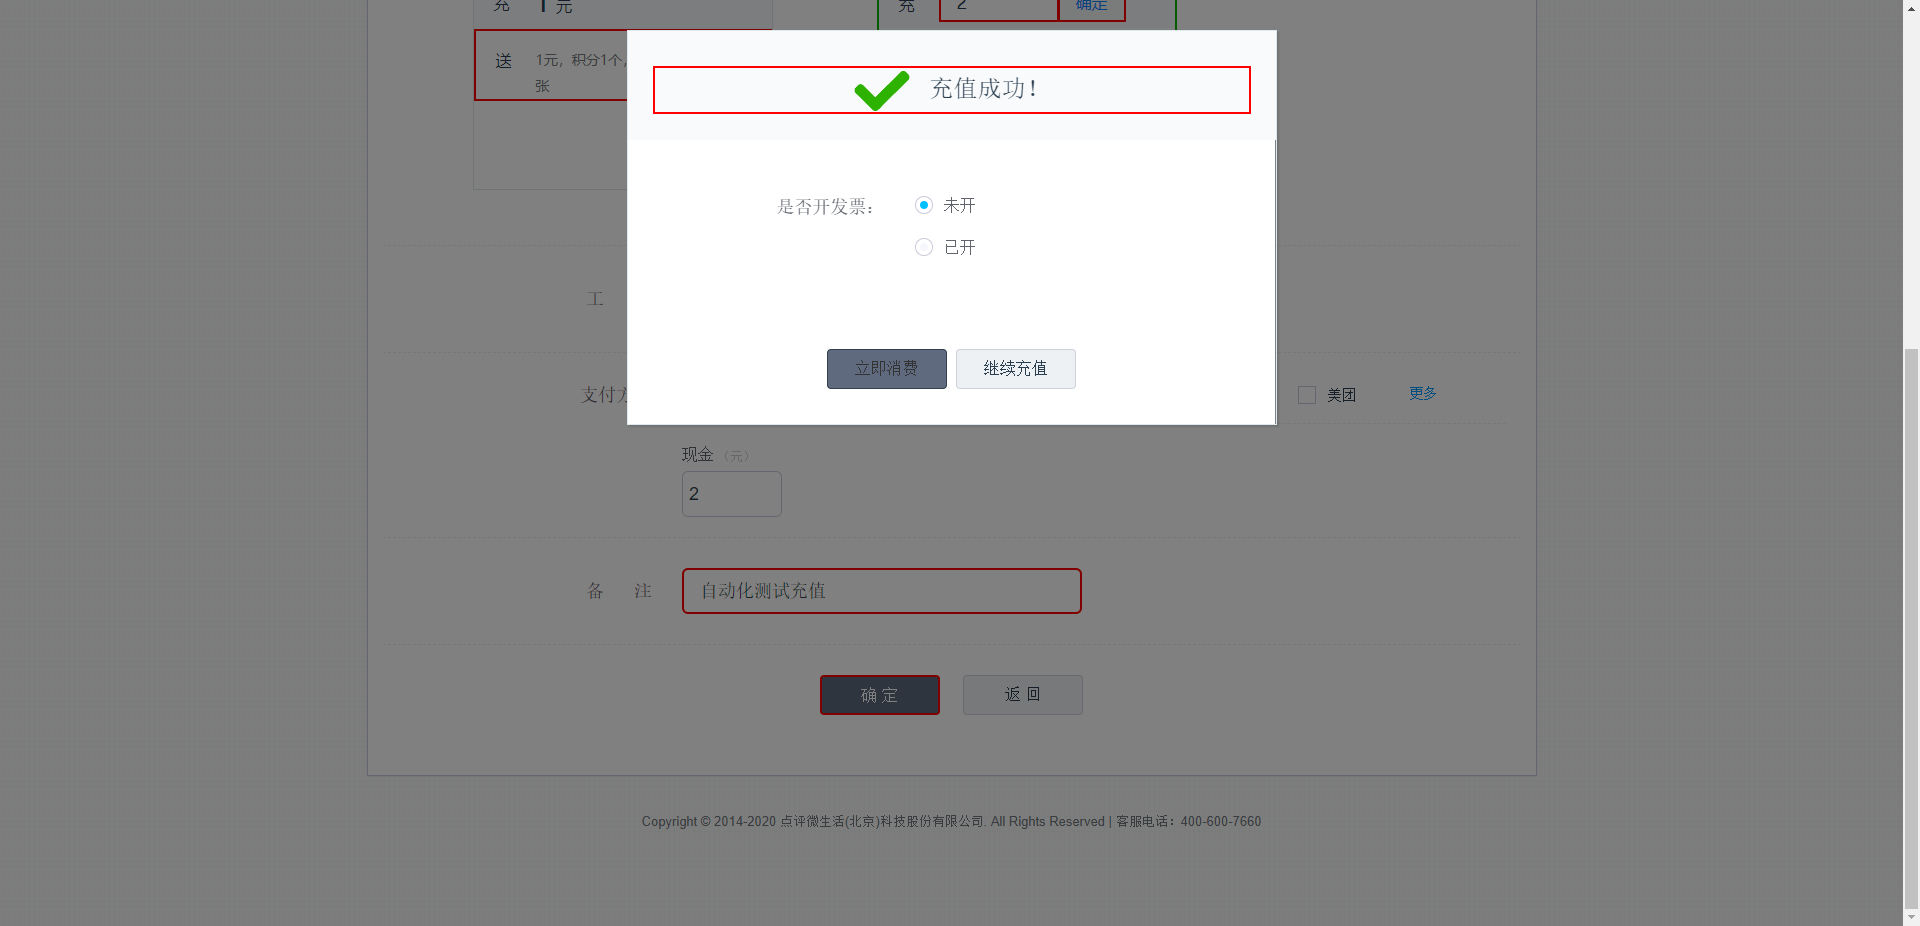 充 1 元
充 2 确定
送 1元，积分1个，
张
充值成功！
是否开发票： 未开
已开
工
立即消费 继续充值
支付方
美团 更多
现金 （元）
2
备 注 自动化测试充值
确 定 返 回
Copyright © 2014-2020 点评微生活(北京)科技股份有限公司. All Rights Reserved | 客服电话：400-600-7660